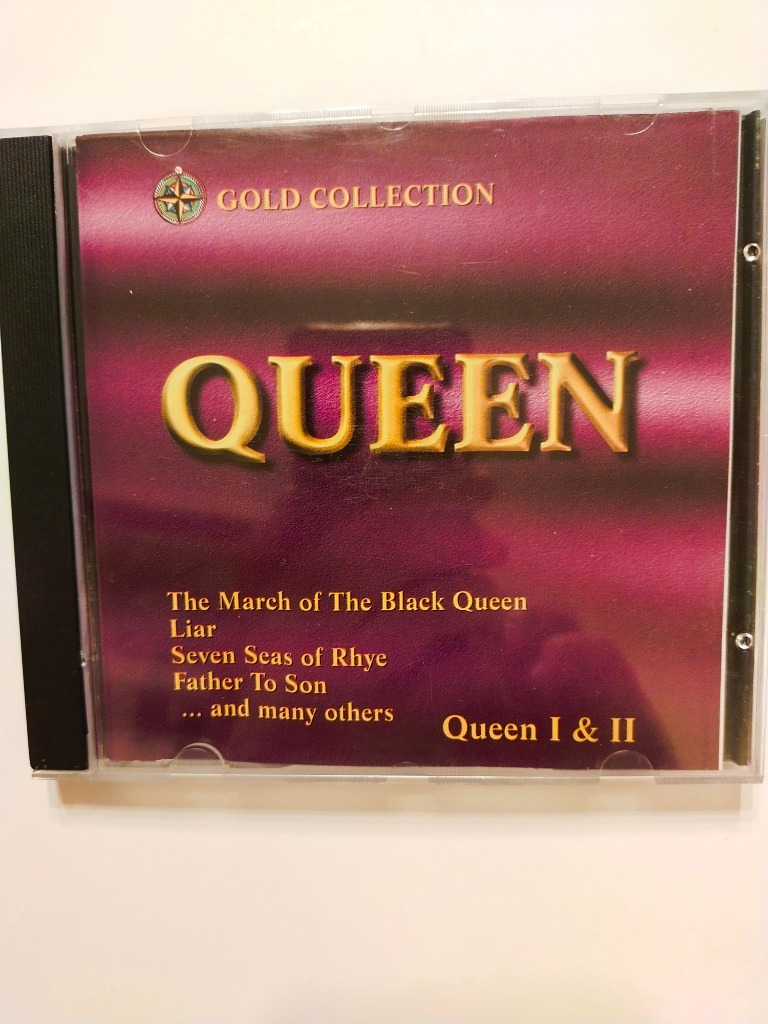 GOLD COLLECTION
QUEEN
The March of The Black Queen
Liar
Seven Seas of Rhye
Father To Son
... and many others
Queen I & II